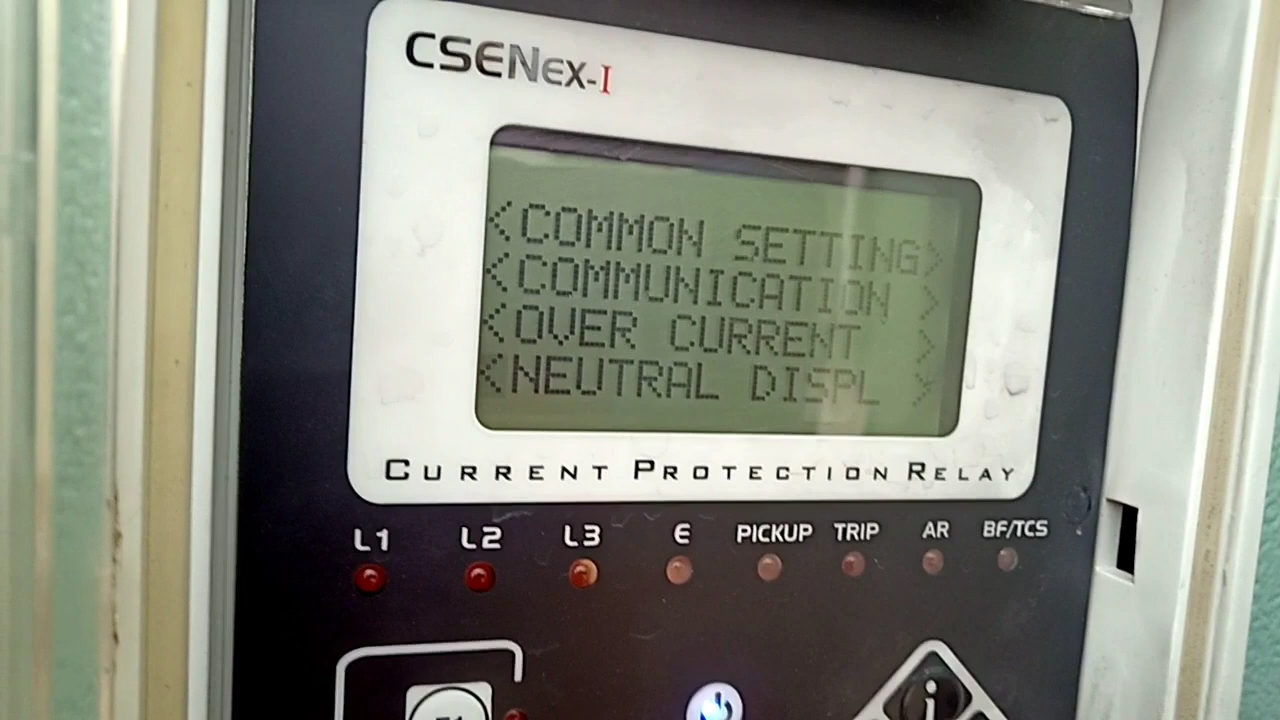 CSENEX-I
<COMMON SETTING>
<COMMUNICATION >
<OVER CURRENT >
<NEUTRAL DISPL >
CURRENT PROTECTION RELAY
L1 L2 L3 E PICKUP TRIP AR BF/TCS
i